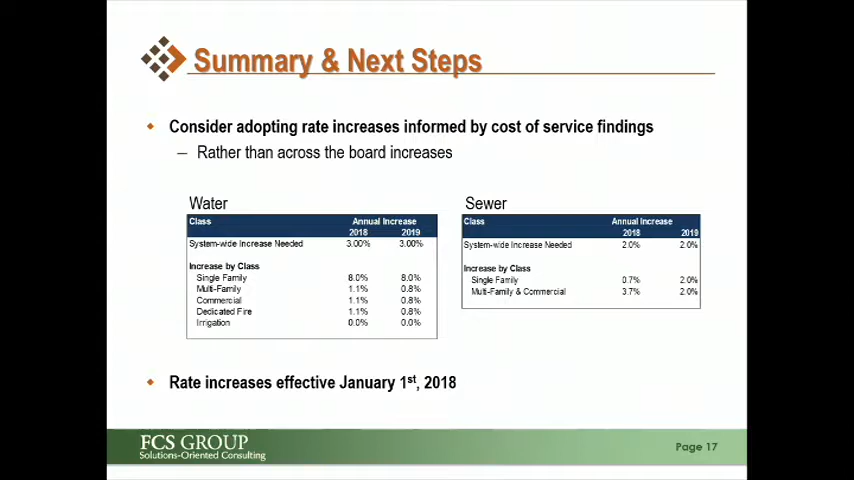 Summary & Next Steps
Consider adopting rate increases informed by cost of service findings
– Rather than across the board increases
Water
Class Annual Increase
2018 2019
System-wide Increase Needed 3.00% 3.00%
Increase by Class
Single Family 8.0% 8.0%
Multi-Family 1.1% 0.8%
Commercial 1.1% 0.8%
Dedicated Fire 1.1% 0.8%
Irrigation 0.0% 0.0%
Sewer
Class Annual Increase
2018 2019
System-wide Increase Needed 2.0% 2.0%
Increase by Class
Single Family 0.7% 2.0%
Multi-Family & Commercial 3.7% 2.0%
Rate increases effective January 1st, 2018
FCS GROUP
Solutions-Oriented Consulting
Page 17